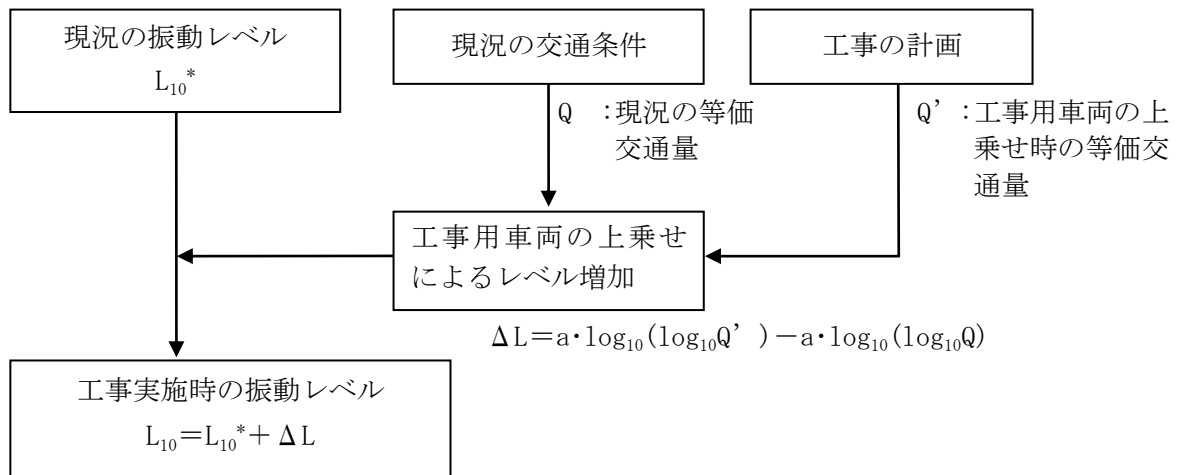 現況の振動レベル
L₁₀*
現況の交通条件
工事の計画
Q ：現況の等価
交通量
Q’：工事用車両の上
乗せ時の等価交
通量
工事用車両の上乗せ
によるレベル増加
ΔL＝a・log₁₀(log₁₀Q’)－a・log₁₀(log₁₀Q)
工事実施時の振動レベル
L₁₀＝L₁₀*＋ΔL